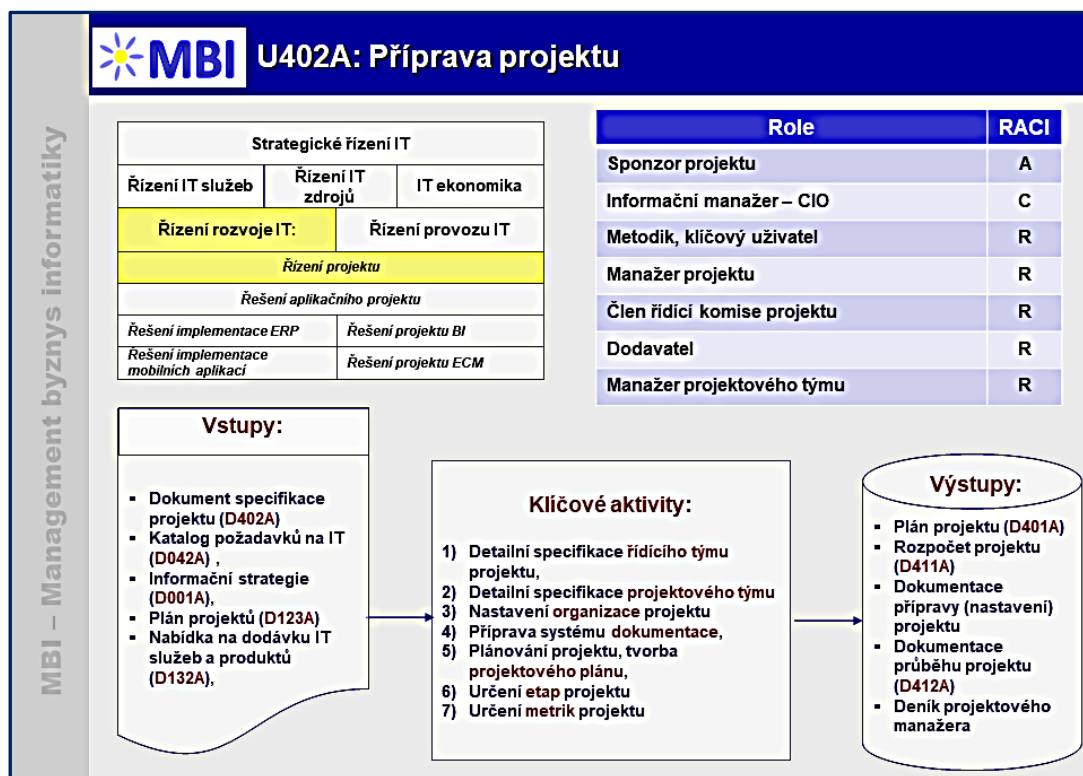 MBI
U402A: Příprava projektu
MBI – Management byznys informatiky
Strategické řízení IT
Řízení IT služeb
Řízení IT
zdrojů
IT ekonomika
Řízení rozvoje IT:
Řízení provozu IT
Řízení projektu
Řešení aplikačního projektu
Řešení implementace ERP
Řešení projektu BI
Řešení implementace
mobilních aplikací
Řešení projektu ECM
Role RACI
Sponzor projektu A
Informační manažer – CIO C
Metodik, klíčový uživatel R
Manažer projektu R
Člen řídící komise projektu R
Dodavatel R
Manažer projektového týmu R
Vstupy:
▪ Dokument specifikace
projektu (D402A)
▪ Katalog požadavků na IT
(D042A) ,
▪ Informační strategie
(D001A),
▪ Plán projektů (D123A)
▪ Nabídka na dodávku IT
služeb a produktů
(D132A),
Klíčové aktivity:
1) Detailní specifikace řídícího týmu
projektu,
2) Detailní specifikace projektového týmu
3) Nastavení organizace projektu
4) Příprava systému dokumentace,
5) Plánování projektu, tvorba
projektového plánu,
6) Určení etap projektu
7) Určení metrik projektu
Výstupy:
▪ Plán projektu (D401A)
▪ Rozpočet projektu
(D411A)
▪ Dokumentace
přípravy (nastavení)
projektu
▪ Dokumentace
průběhu projektu
(D412A)
▪ Deník projektového
manažera